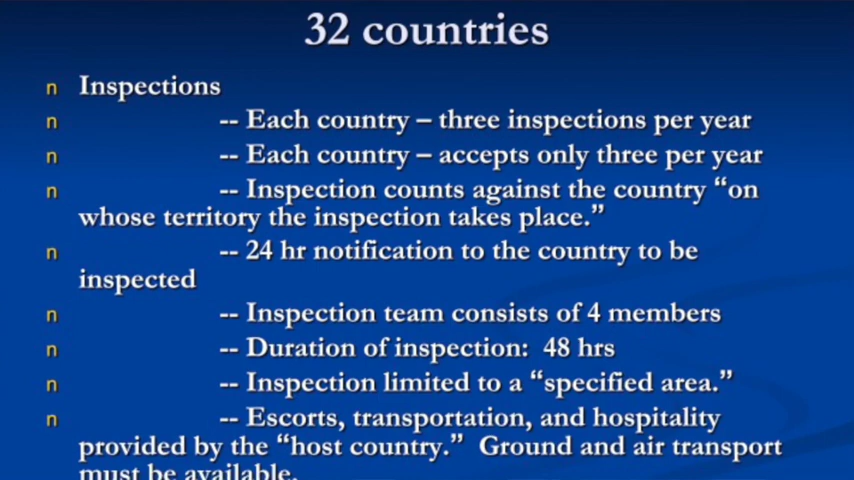 32 countries
n Inspections
n -- Each country – three inspections per year
n -- Each country – accepts only three per year
n -- Inspection counts against the country “on
whose territory the inspection takes place.”
n -- 24 hr notification to the country to be
inspected
n -- Inspection team consists of 4 members
n -- Duration of inspection: 48 hrs
n -- Inspection limited to a “specified area.”
n -- Escorts, transportation, and hospitality
provided by the “host country.” Ground and air transport
must be available.